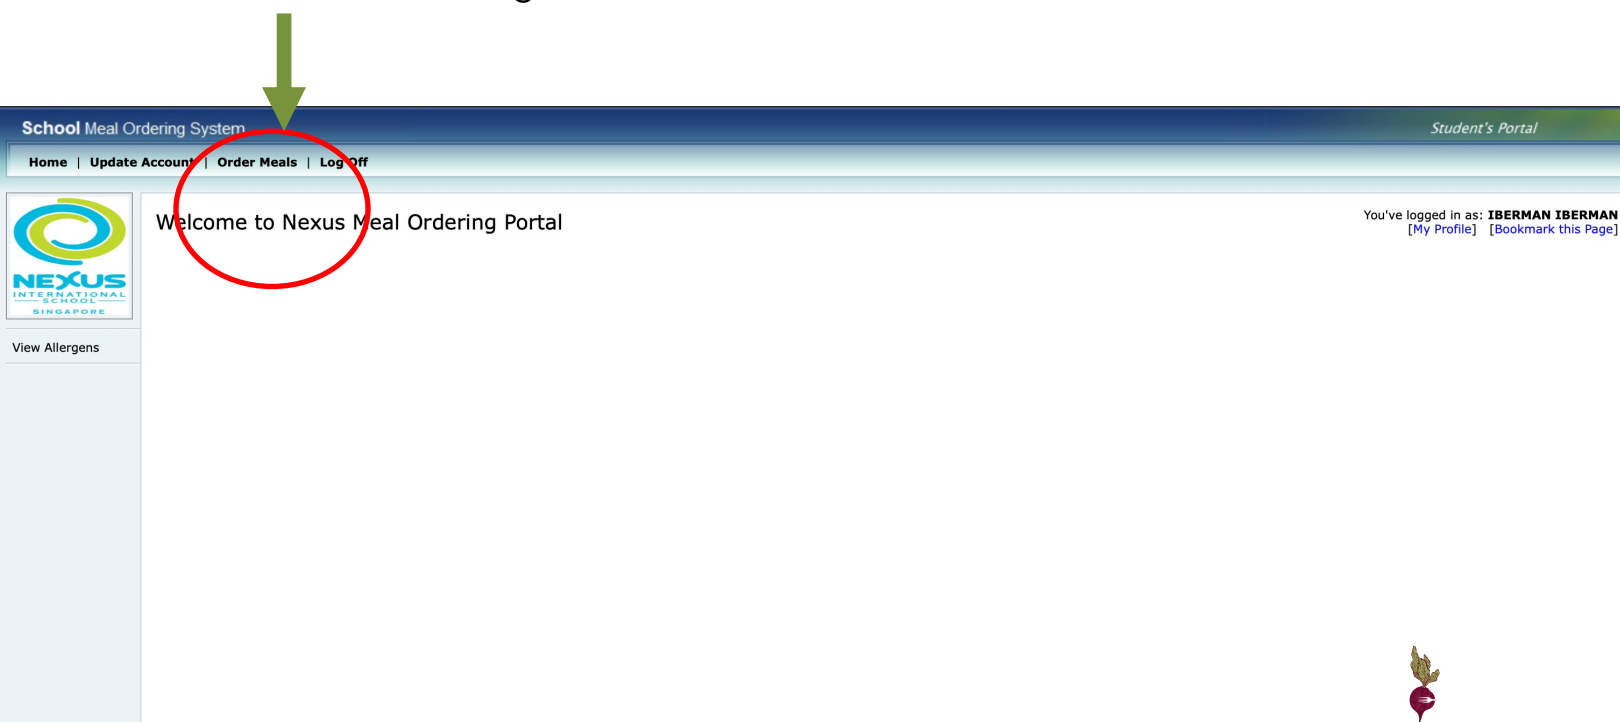 School Meal Ordering System
Student's Portal
Home | Update Account | Order Meals | Log Off
NEXUS
INTERNATIONAL
SCHOOL
SINGAPORE
View Allergens
Welcome to Nexus Meal Ordering Portal
You've logged in as: IBERMAN IBERMAN
[My Profile] [Bookmark this Page]